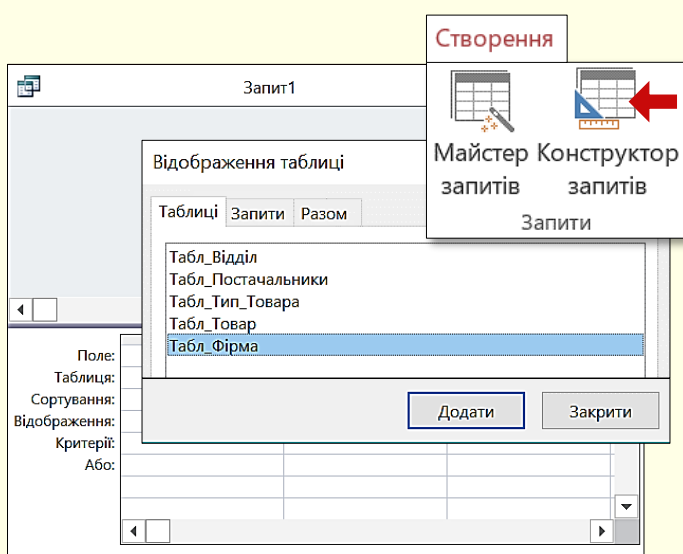 Створення
Запит1
Майстер
запитів
Конструктор
запитів
Запити
Відображення таблиці
Таблиці
Запити
Разом
Табл_Відділ
Табл_Постачальники
Табл_Тип_Товара
Табл_Товар
Табл_Фірма
Додати
Закрити
Поле:
Таблиця:
Сортування:
Відображення:
Критерії:
Або: